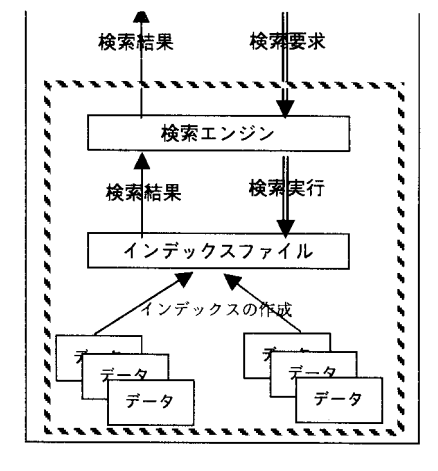 検索結果
検索要求
検索エンジン
検索結果
検索実行
インデックスファイル
インデックスの作成
データ
データ
データ
データ
データ
データ